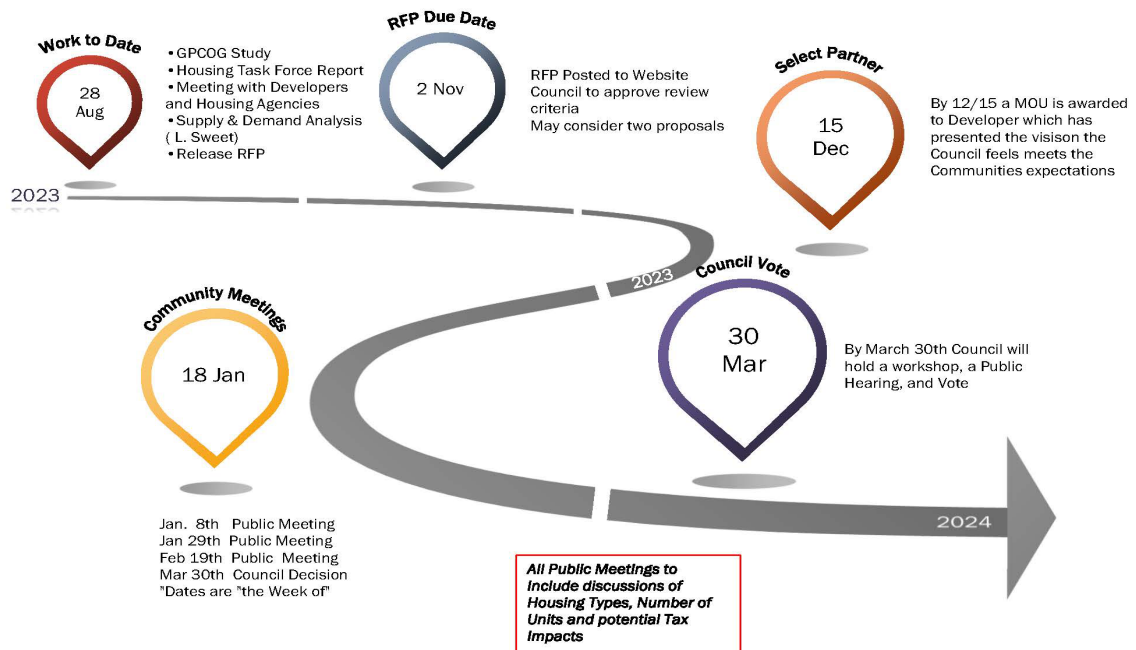 Work to Date
28
Aug
• GPCOG Study
• Housing Task Force Report
• Meeting with Developers
and Housing Agencies
• Supply & Demand Analysis
( L. Sweet)
• Release RFP
RFP Due Date
2 Nov
RFP Posted to Website
Council to approve review
criteria
May consider two proposals
Select Partner
15
Dec
By 12/15 a MOU is awarded
to Developer which has
presented the visison the
Council feels meets the
Communities expectations
2023
2023
Community Meetings
18 Jan
Jan. 8th Public Meeting
Jan 29th Public Meeting
Feb 19th Public Meeting
Mar 30th Council Decision
"Dates are "the Week of"
Council Vote
30
Mar
By March 30th Council will
hold a workshop, a Public
Hearing, and Vote
2024
All Public Meetings to
Include discussions of
Housing Types, Number of
Units and potential Tax
Impacts